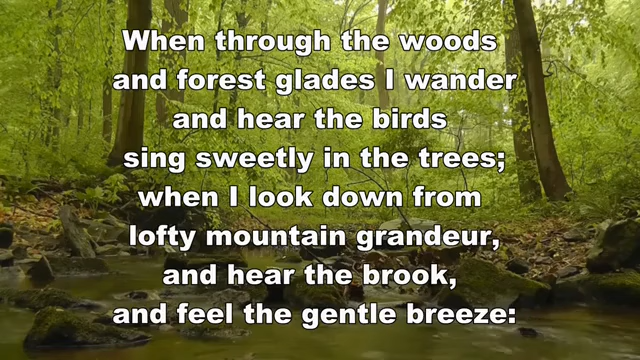 When through the woods
and forest glades I wander
and hear the birds
sing sweetly in the trees;
when I look down from
lofty mountain grandeur,
and hear the brook,
and feel the gentle breeze: